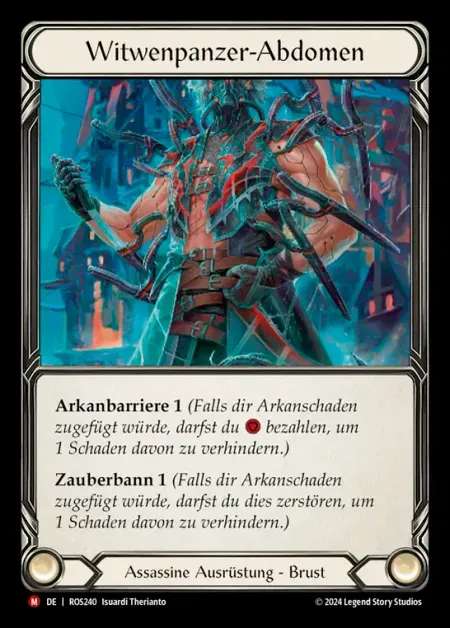 Witwenpanzer-Abdomen
Arkanbarriere 1 (Falls dir Arkanschaden
zugefügt würde, darfst du bezahlen, um
1 Schaden davon zu verhindern.)
Zauberbann 1 (Falls dir Arkanschaden
zugefügt würde, darfst du dies zerstören, um
1 Schaden davon zu verhindern.)
Assassine Ausrüstung - Brust
M DE | ROS240 Isuardi Therianto © 2024 Legend Story Studios